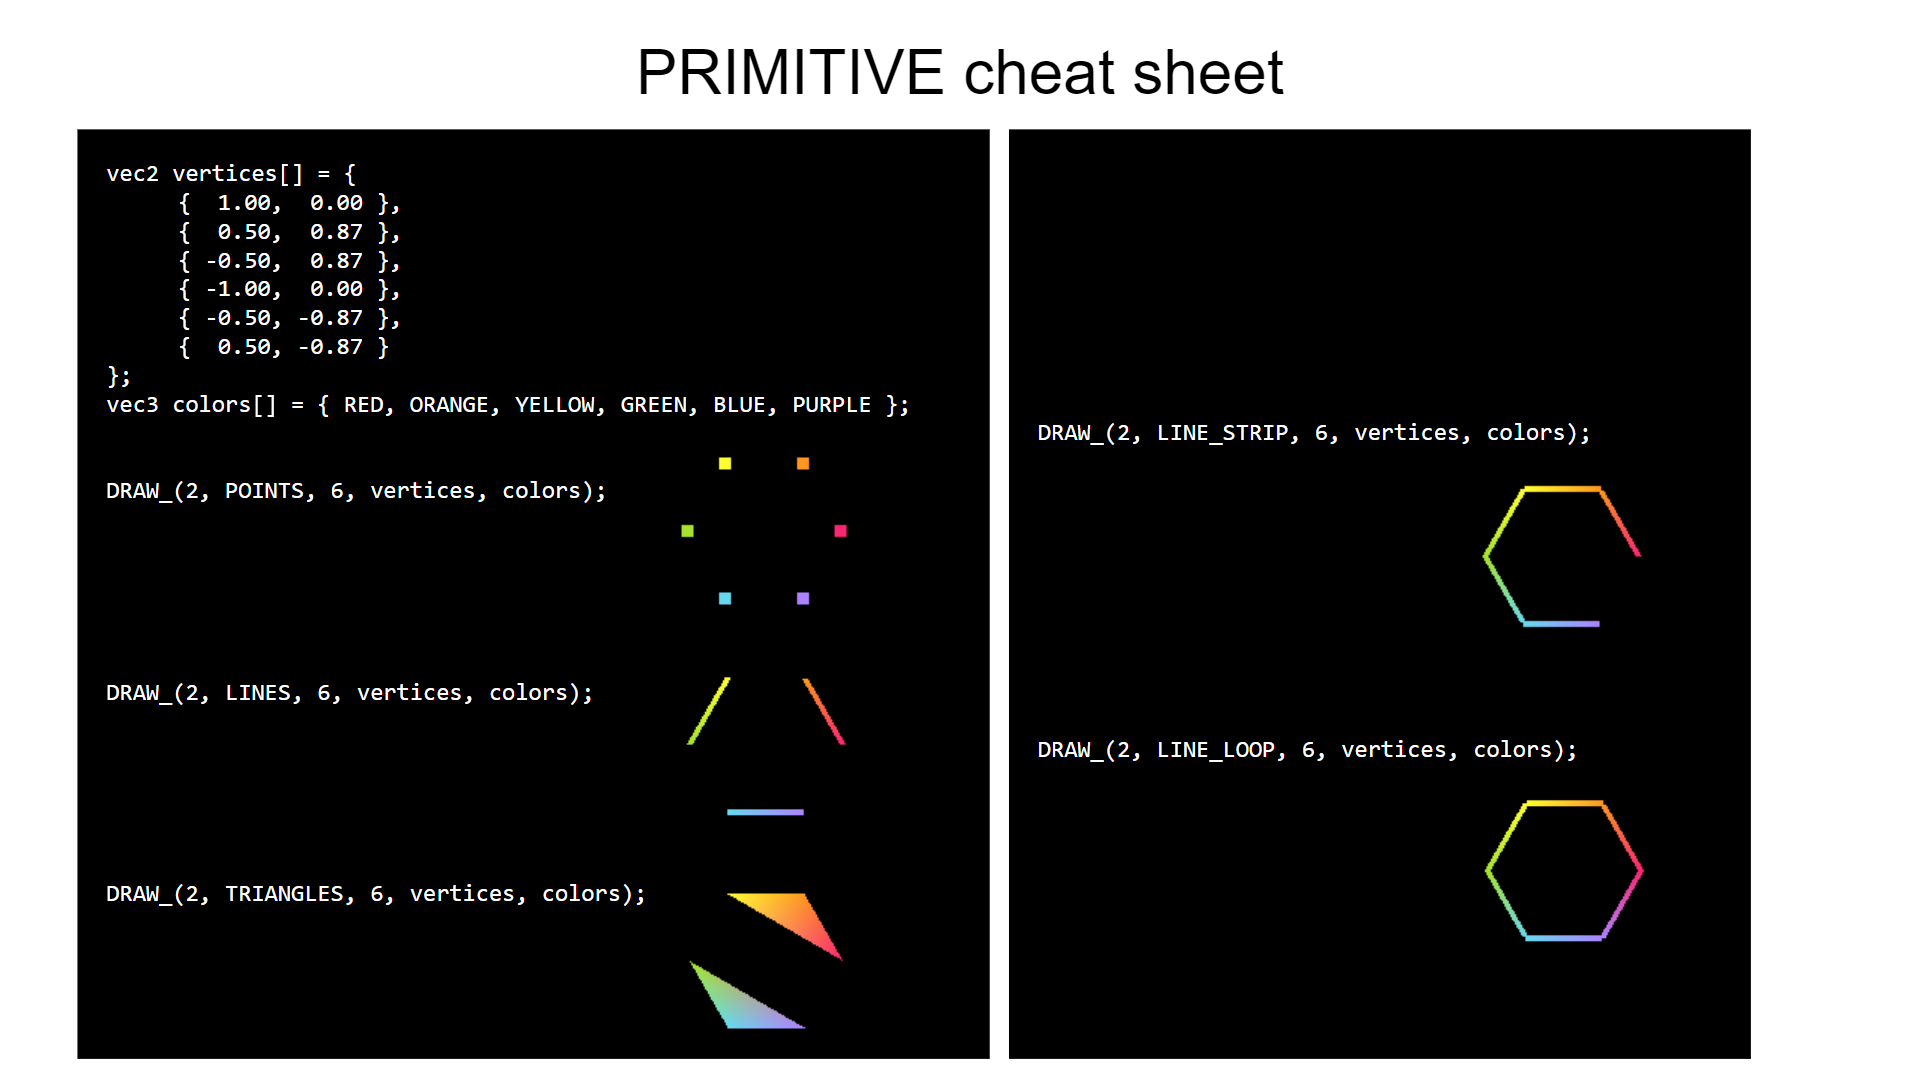 PRIMITIVE cheat sheet
vec2 vertices[] = {
{ 1.00, 0.00 },
{ 0.50, 0.87 },
{ -0.50, 0.87 },
{ -1.00, 0.00 },
{ -0.50, -0.87 },
{ 0.50, -0.87 }
};
vec3 colors[] = { RED, ORANGE, YELLOW, GREEN, BLUE, PURPLE };
DRAW_(2, POINTS, 6, vertices, colors);
DRAW_(2, LINES, 6, vertices, colors);
DRAW_(2, TRIANGLES, 6, vertices, colors);
DRAW_(2, LINE_STRIP, 6, vertices, colors);
DRAW_(2, LINE_LOOP, 6, vertices, colors);